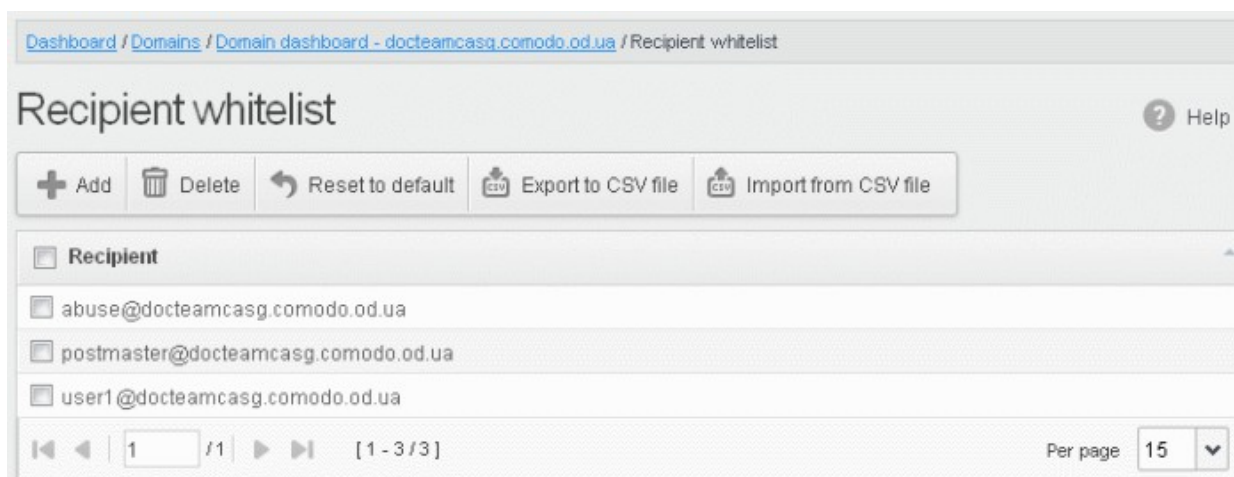 Dashboard / Domains / Domain dashboard - docteamcasg.comodo.od.ua / Recipient whitelist
Recipient whitelist
Help
Add Delete Reset to default CSV Export to CSV file CSV Import from CSV file
Recipient
abuse@docteamcasg.comodo.od.ua
postmaster@docteamcasg.comodo.od.ua
user1@docteamcasg.comodo.od.ua
1 /1 [ 1 - 3 / 3 ] Per page 15